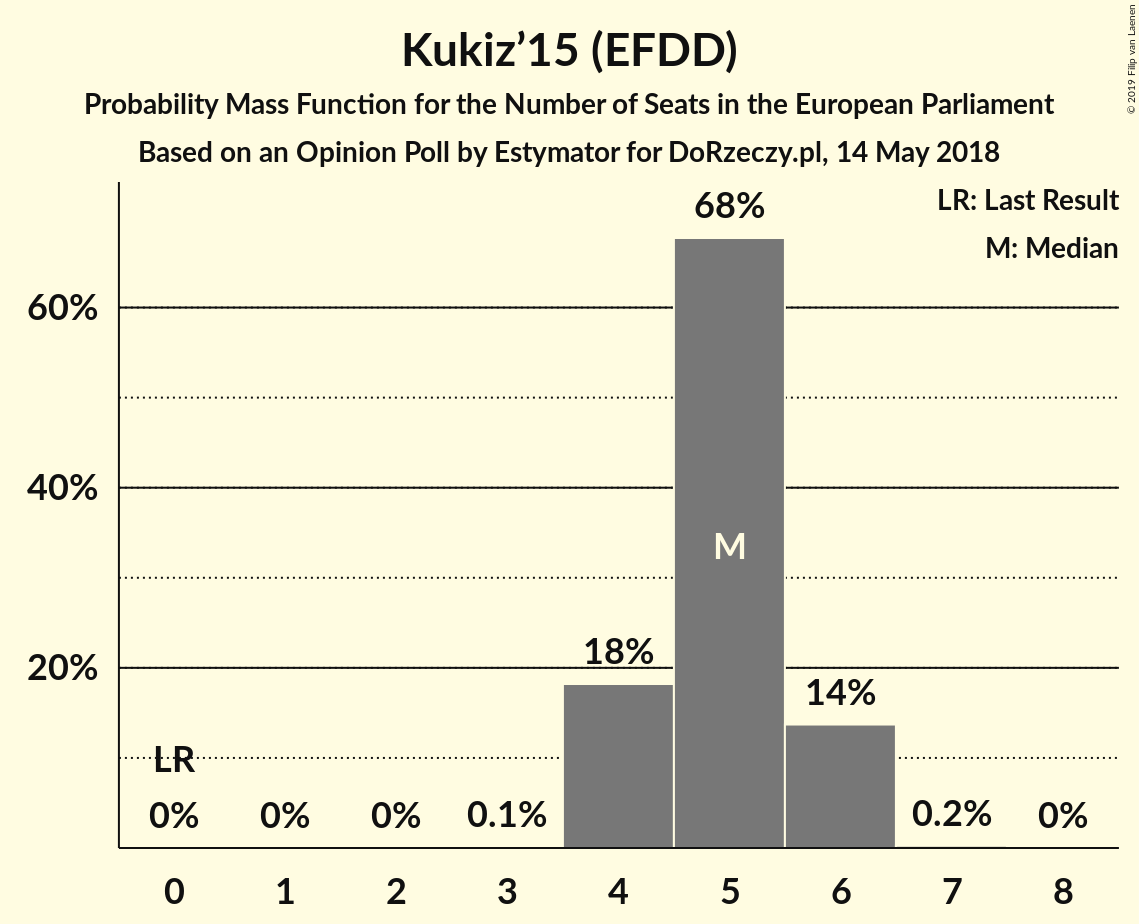 Kukiz’15 (EFDD)
Probability Mass Function for the Number of Seats in the European Parliament
Based on an Opinion Poll by Estymator for DoRzeczy.pl, 14 May 2018
© 2019 Filip van Laenen
LR: Last Result
M: Median
68%
60%
40%
M
20%
18%
14%
LR
0%
0%
0%
0.1%
0.2%
0%
0 1 2 3 4 5 6 7 8